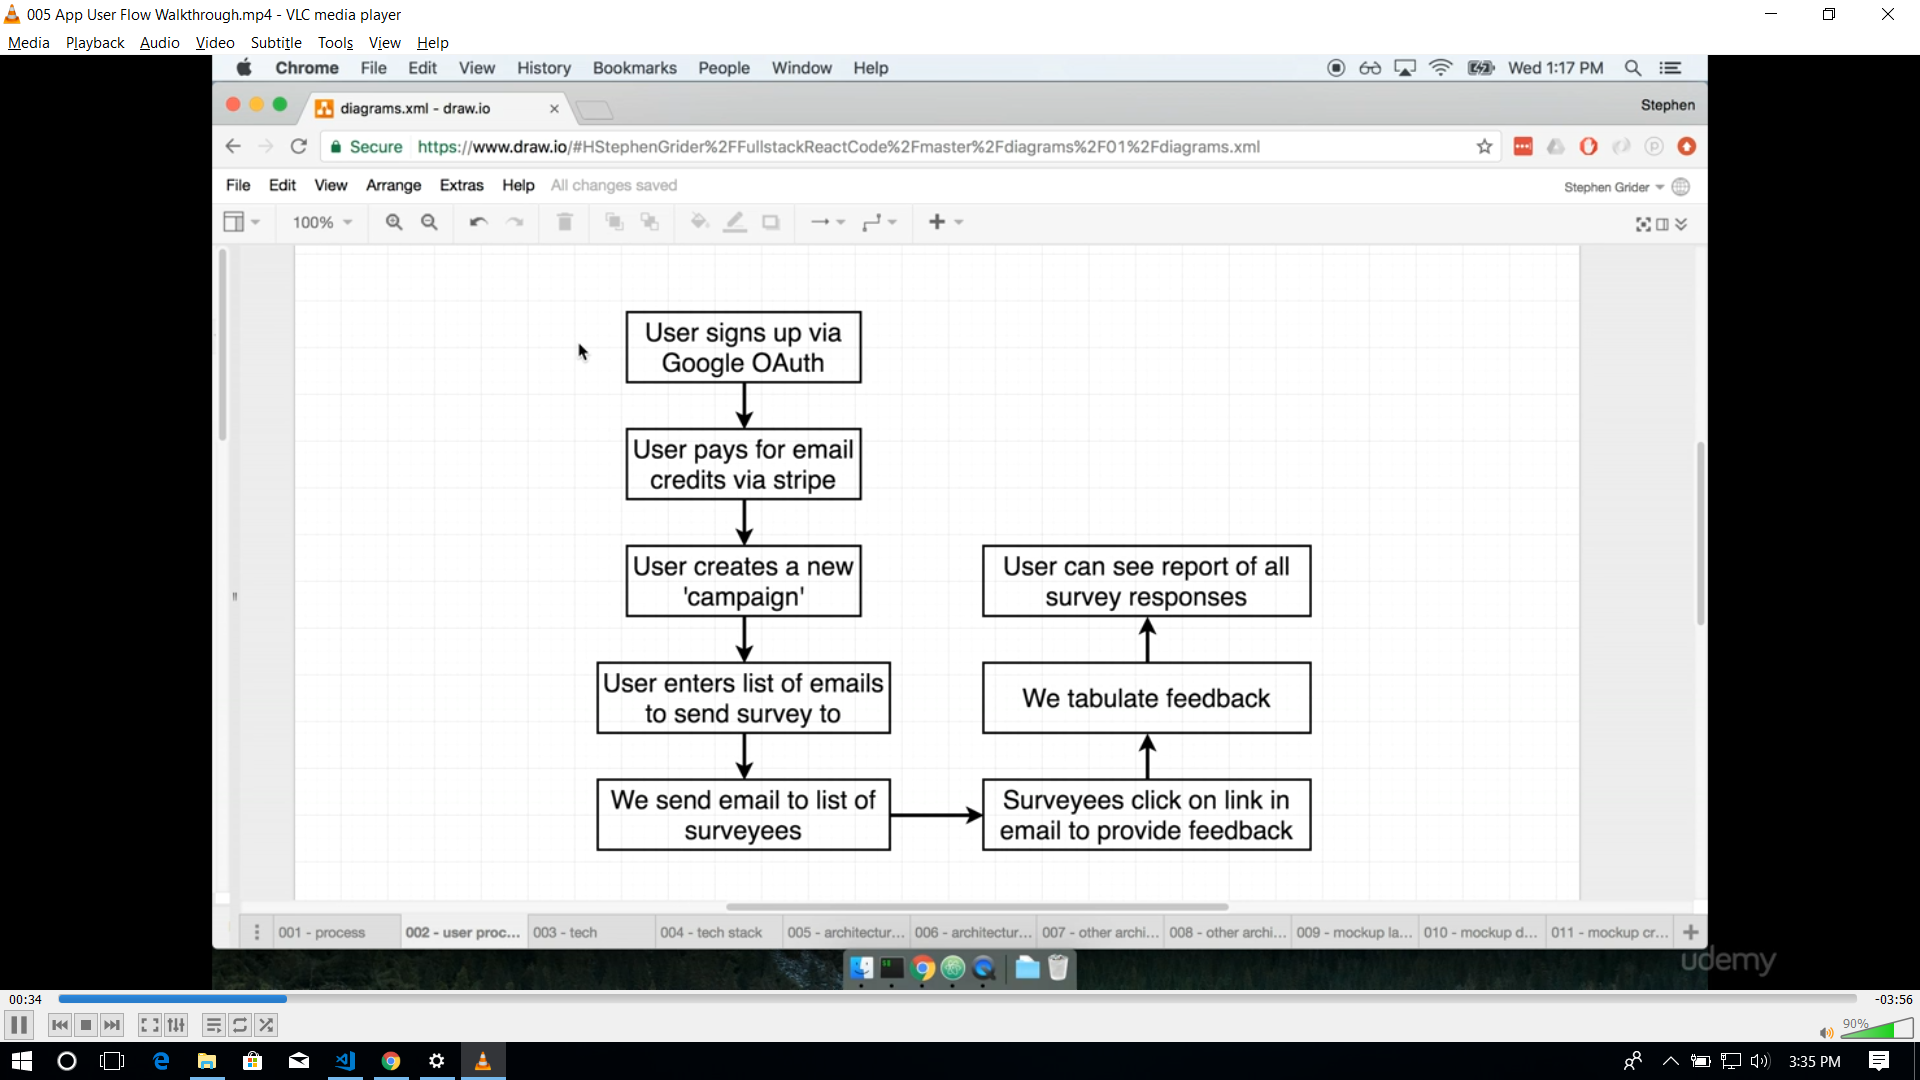 005 App User Flow Walkthrough.mp4 - VLC media player
Media Playback Audio Video Subtitle Tools View Help
Chrome File Edit View History Bookmarks People Window Help Wed 1:17 PM
diagrams.xml - draw.io Stephen
Secure https://www.draw.io/#HStephenGrider%2FFullstackReactCode%2Fmaster%2Fdiagrams%2F01%2Fdiagrams.xml
File Edit View Arrange Extras Help All changes saved Stephen Grider
100%
User signs up via
Google OAuth
User pays for email
credits via stripe
User creates a new
'campaign'
User enters list of emails
to send survey to
We send email to list of
surveyees
User can see report of all
survey responses
We tabulate feedback
Surveyees click on link in
email to provide feedback
001 - process 002 - user proc... 003 - tech 004 - tech stack 005 - architectur... 006 - architectur... 007 - other archi... 008 - other archi... 009 - mockup la... 010 - mockup d... 011 - mockup cr...
udemy
00:34 -03:56
90%
3:35 PM